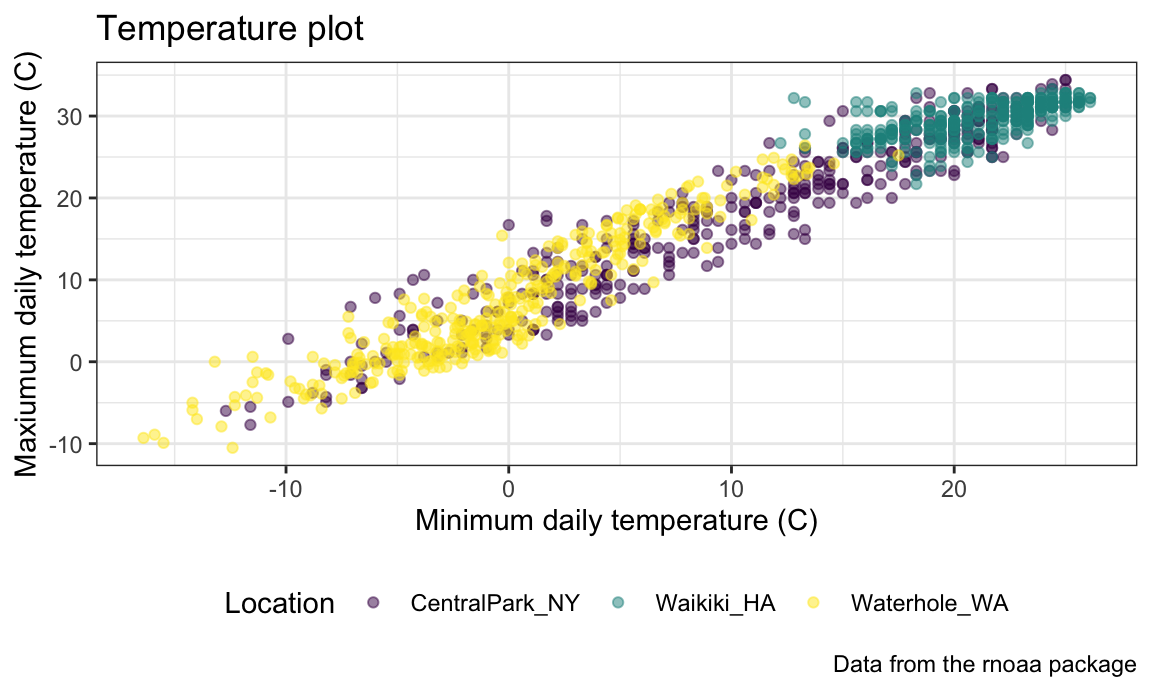 Temperature plot
Maxiumum daily temperature (C)
30
20
10
0
-10
-10 0 10 20
Minimum daily temperature (C)
Location CentralPark_NY Waikiki_HA Waterhole_WA
Data from the rnoaa package